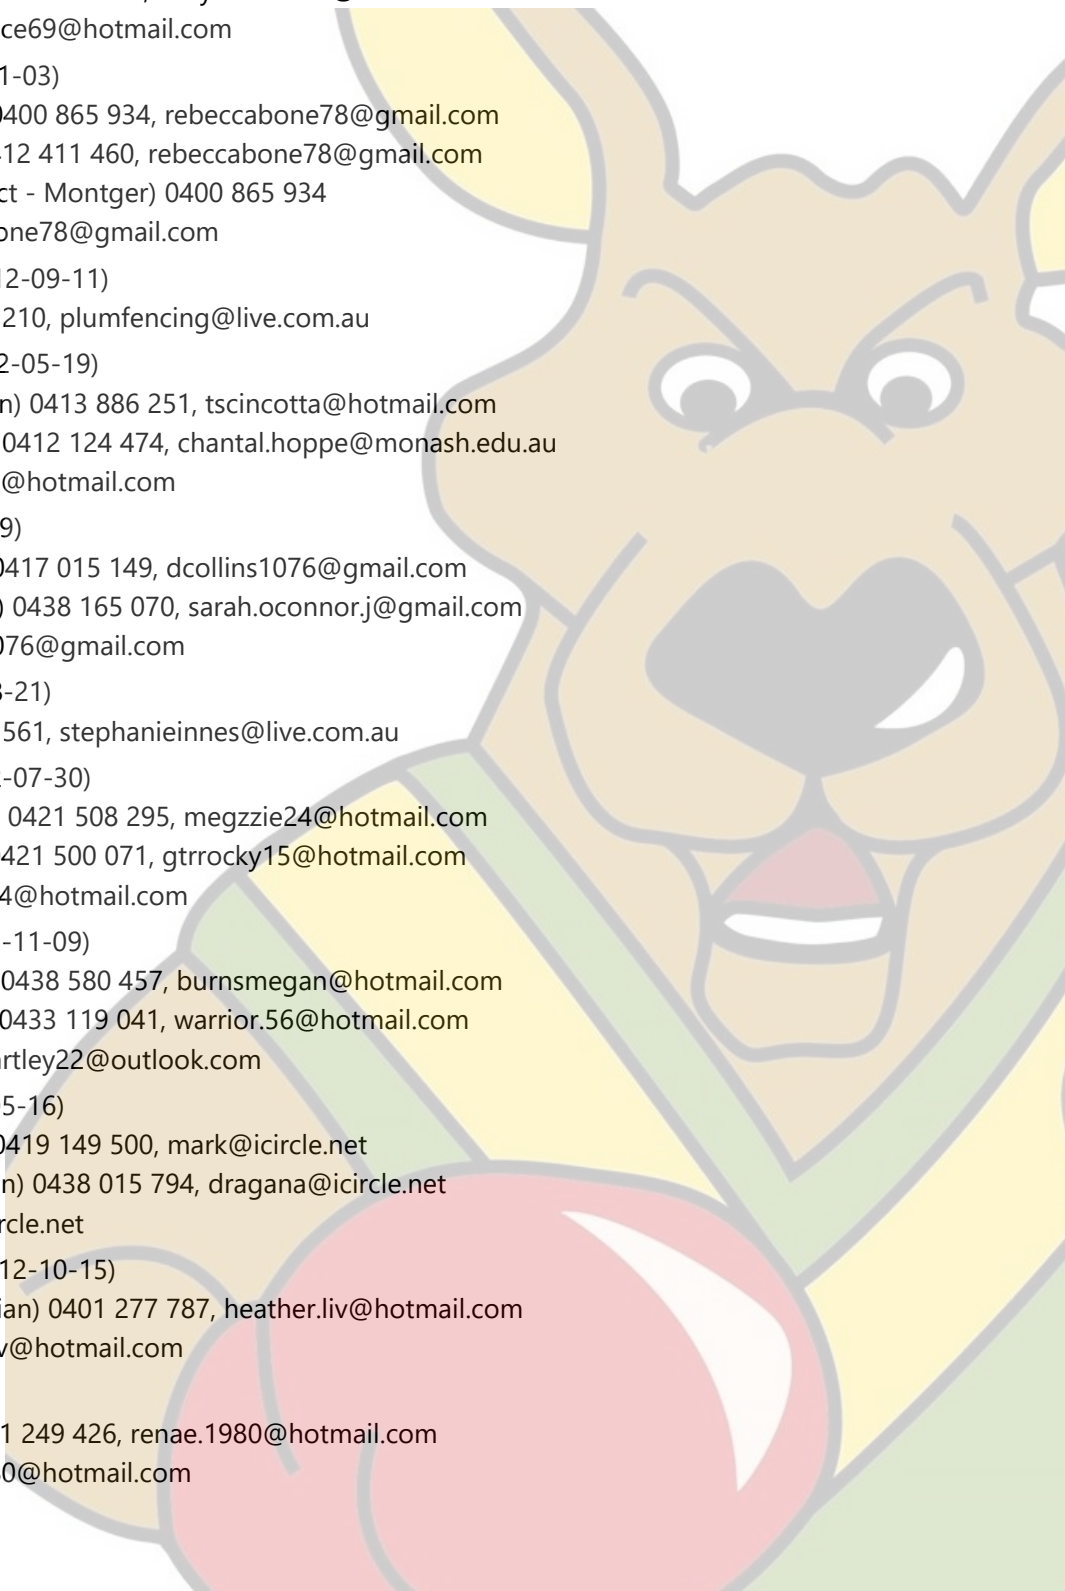 ce69@hotmail.com
1-03)
0400 865 934, rebeccabone78@gmail.com
12 411 460, rebeccabone78@gmail.com
ct - Montger) 0400 865 934
one78@gmail.com
12-09-11)
210, plumfencing@live.com.au
2-05-19)
n) 0413 886 251, tscincotta@hotmail.com
0412 124 474, chantal.hoppe@monash.edu.au
@hotmail.com
9)
0417 015 149, dcollins1076@gmail.com
) 0438 165 070, sarah.oconnor.j@gmail.com
076@gmail.com
3-21)
561, stephanieinnes@live.com.au
-07-30)
0421 508 295, megzzie24@hotmail.com
421 500 071, gtrrocky15@hotmail.com
4@hotmail.com
-11-09)
0438 580 457, burnsmegan@hotmail.com
0433 119 041, warrior.56@hotmail.com
artley22@outlook.com
5-16)
0419 149 500, mark@icircle.net
n) 0438 015 794, dragana@icircle.net
rcle.net
12-10-15)
ian) 0401 277 787, heather.liv@hotmail.com
v@hotmail.com
1 249 426, renae.1980@hotmail.com
0@hotmail.com